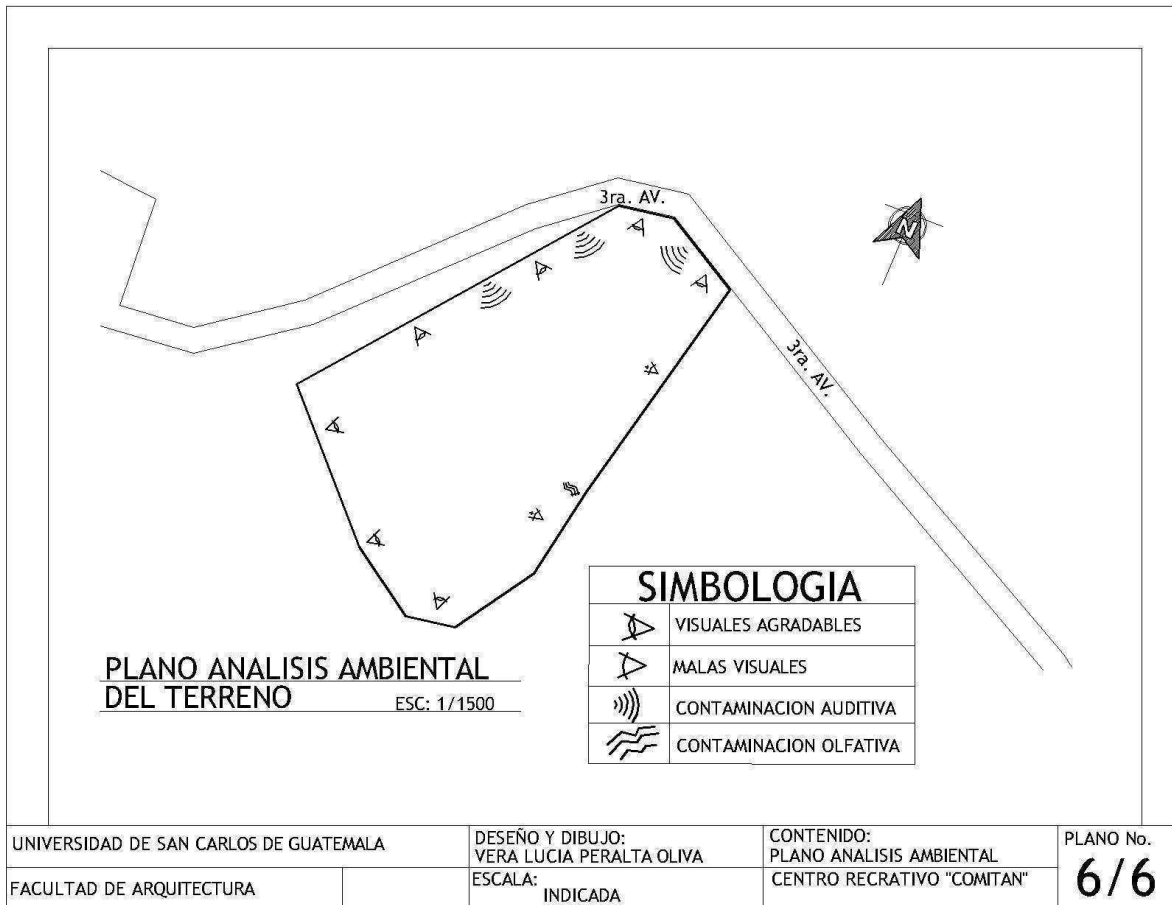 3ra. AV.
N
3ra. AV.
SIMBOLOGIA
VISUALES AGRADABLES
MALAS VISUALES
CONTAMINACION AUDITIVA
CONTAMINACION OLFATIVA
PLANO ANALISIS AMBIENTAL
DEL TERRENO
ESC: 1/1500
UNIVERSIDAD DE SAN CARLOS DE GUATEMALA
FACULTAD DE ARQUITECTURA
DESEÑO Y DIBUJO:
VERA LUCIA PERALTA OLIVA
ESCALA:
INDICADA
CONTENIDO:
PLANO ANALISIS AMBIENTAL
CENTRO RECRATIVO "COMITAN"
PLANO No.
6/6